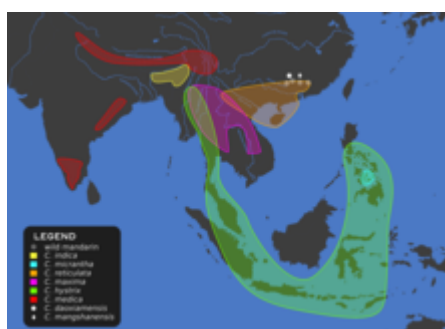 LEGEND
wild mandarin
C. indica
C. micrantha
C. reticulata
C. maxima
C. hystrix
C. medica
C. daoxianensis
C. mangshanensis